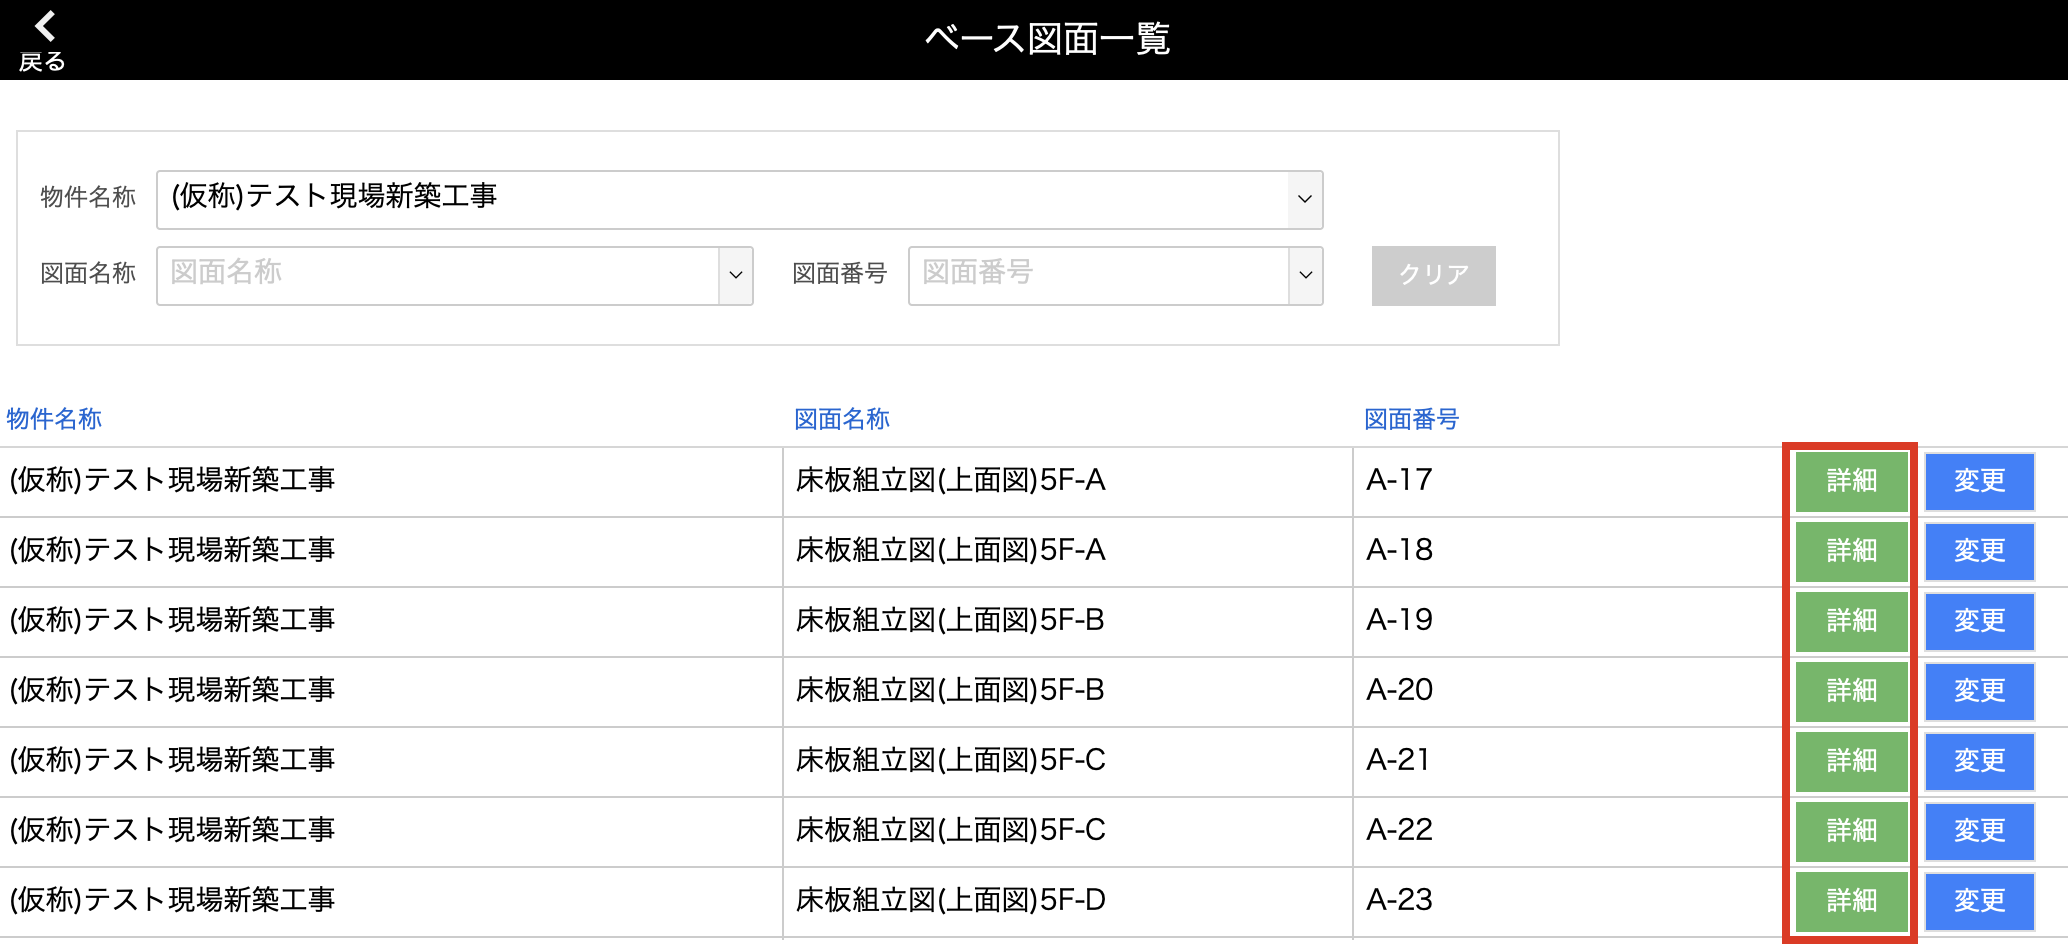 戻る
ベース図面一覧
物件名称 (仮称)テスト現場新築工事
図面名称 図面名称 図面番号 図面番号 クリア
物件名称 図面名称 図面番号
(仮称)テスト現場新築工事 床板組立図(上面図)5F-A A-17 詳細 変更
(仮称)テスト現場新築工事 床板組立図(上面図)5F-A A-18 詳細 変更
(仮称)テスト現場新築工事 床板組立図(上面図)5F-B A-19 詳細 変更
(仮称)テスト現場新築工事 床板組立図(上面図)5F-B A-20 詳細 変更
(仮称)テスト現場新築工事 床板組立図(上面図)5F-C A-21 詳細 変更
(仮称)テスト現場新築工事 床板組立図(上面図)5F-C A-22 詳細 変更
(仮称)テスト現場新築工事 床板組立図(上面図)5F-D A-23 詳細 変更